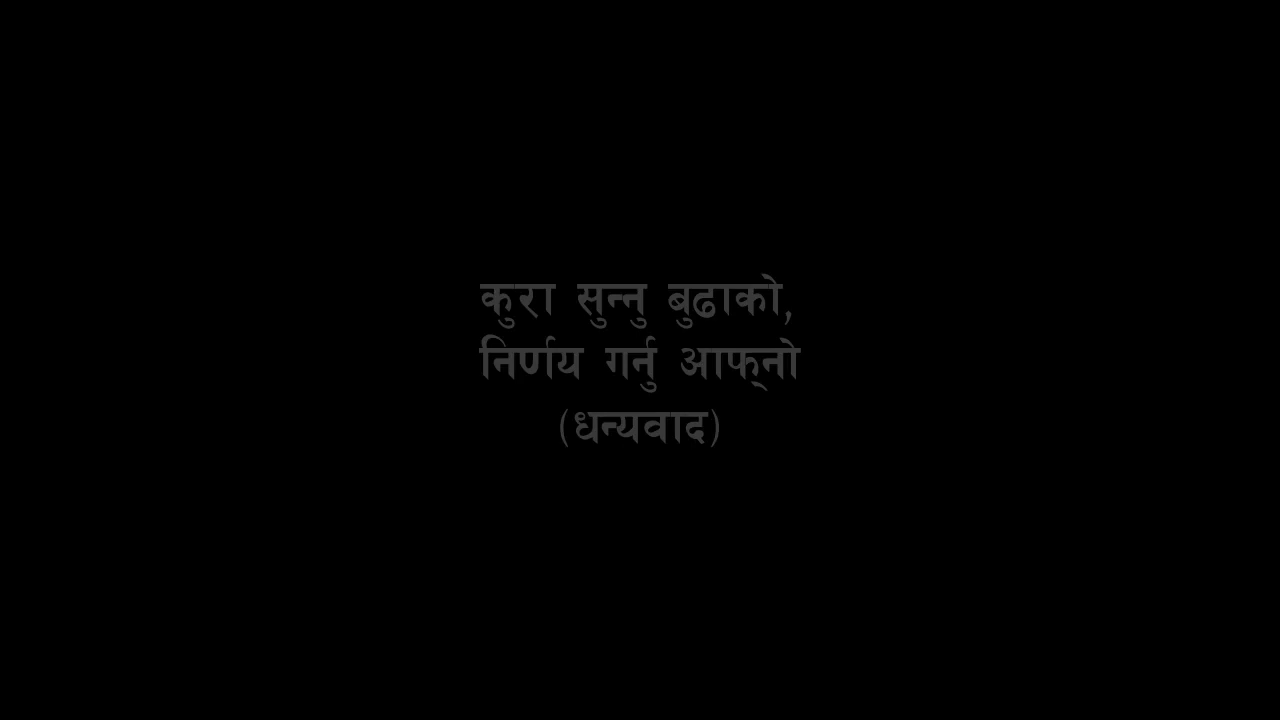 कुरा सुन्नु बुढाको,
निर्णय गर्नु आफ्‌नो
(धन्यवाद)